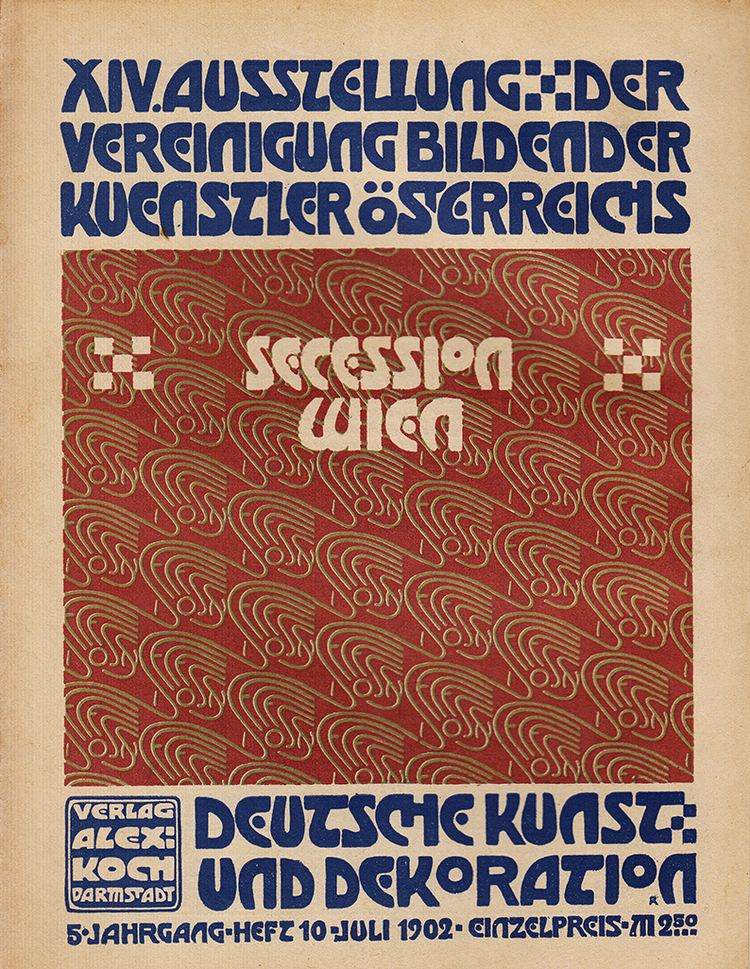 XIV. AUSSTELLUNG DER
VEREINIGUNG BILDENDER
KUENSTLER ÖSTERREICHS
SECESSION
WIEN
VERLAG
ALEX:
KOCH
DARMSTADT
DEUTSCHE KUNST
UND DEKORATION
5·JAHRGANG·HEFT 10·JULI 1902·EINZELPREIS·M 2 50